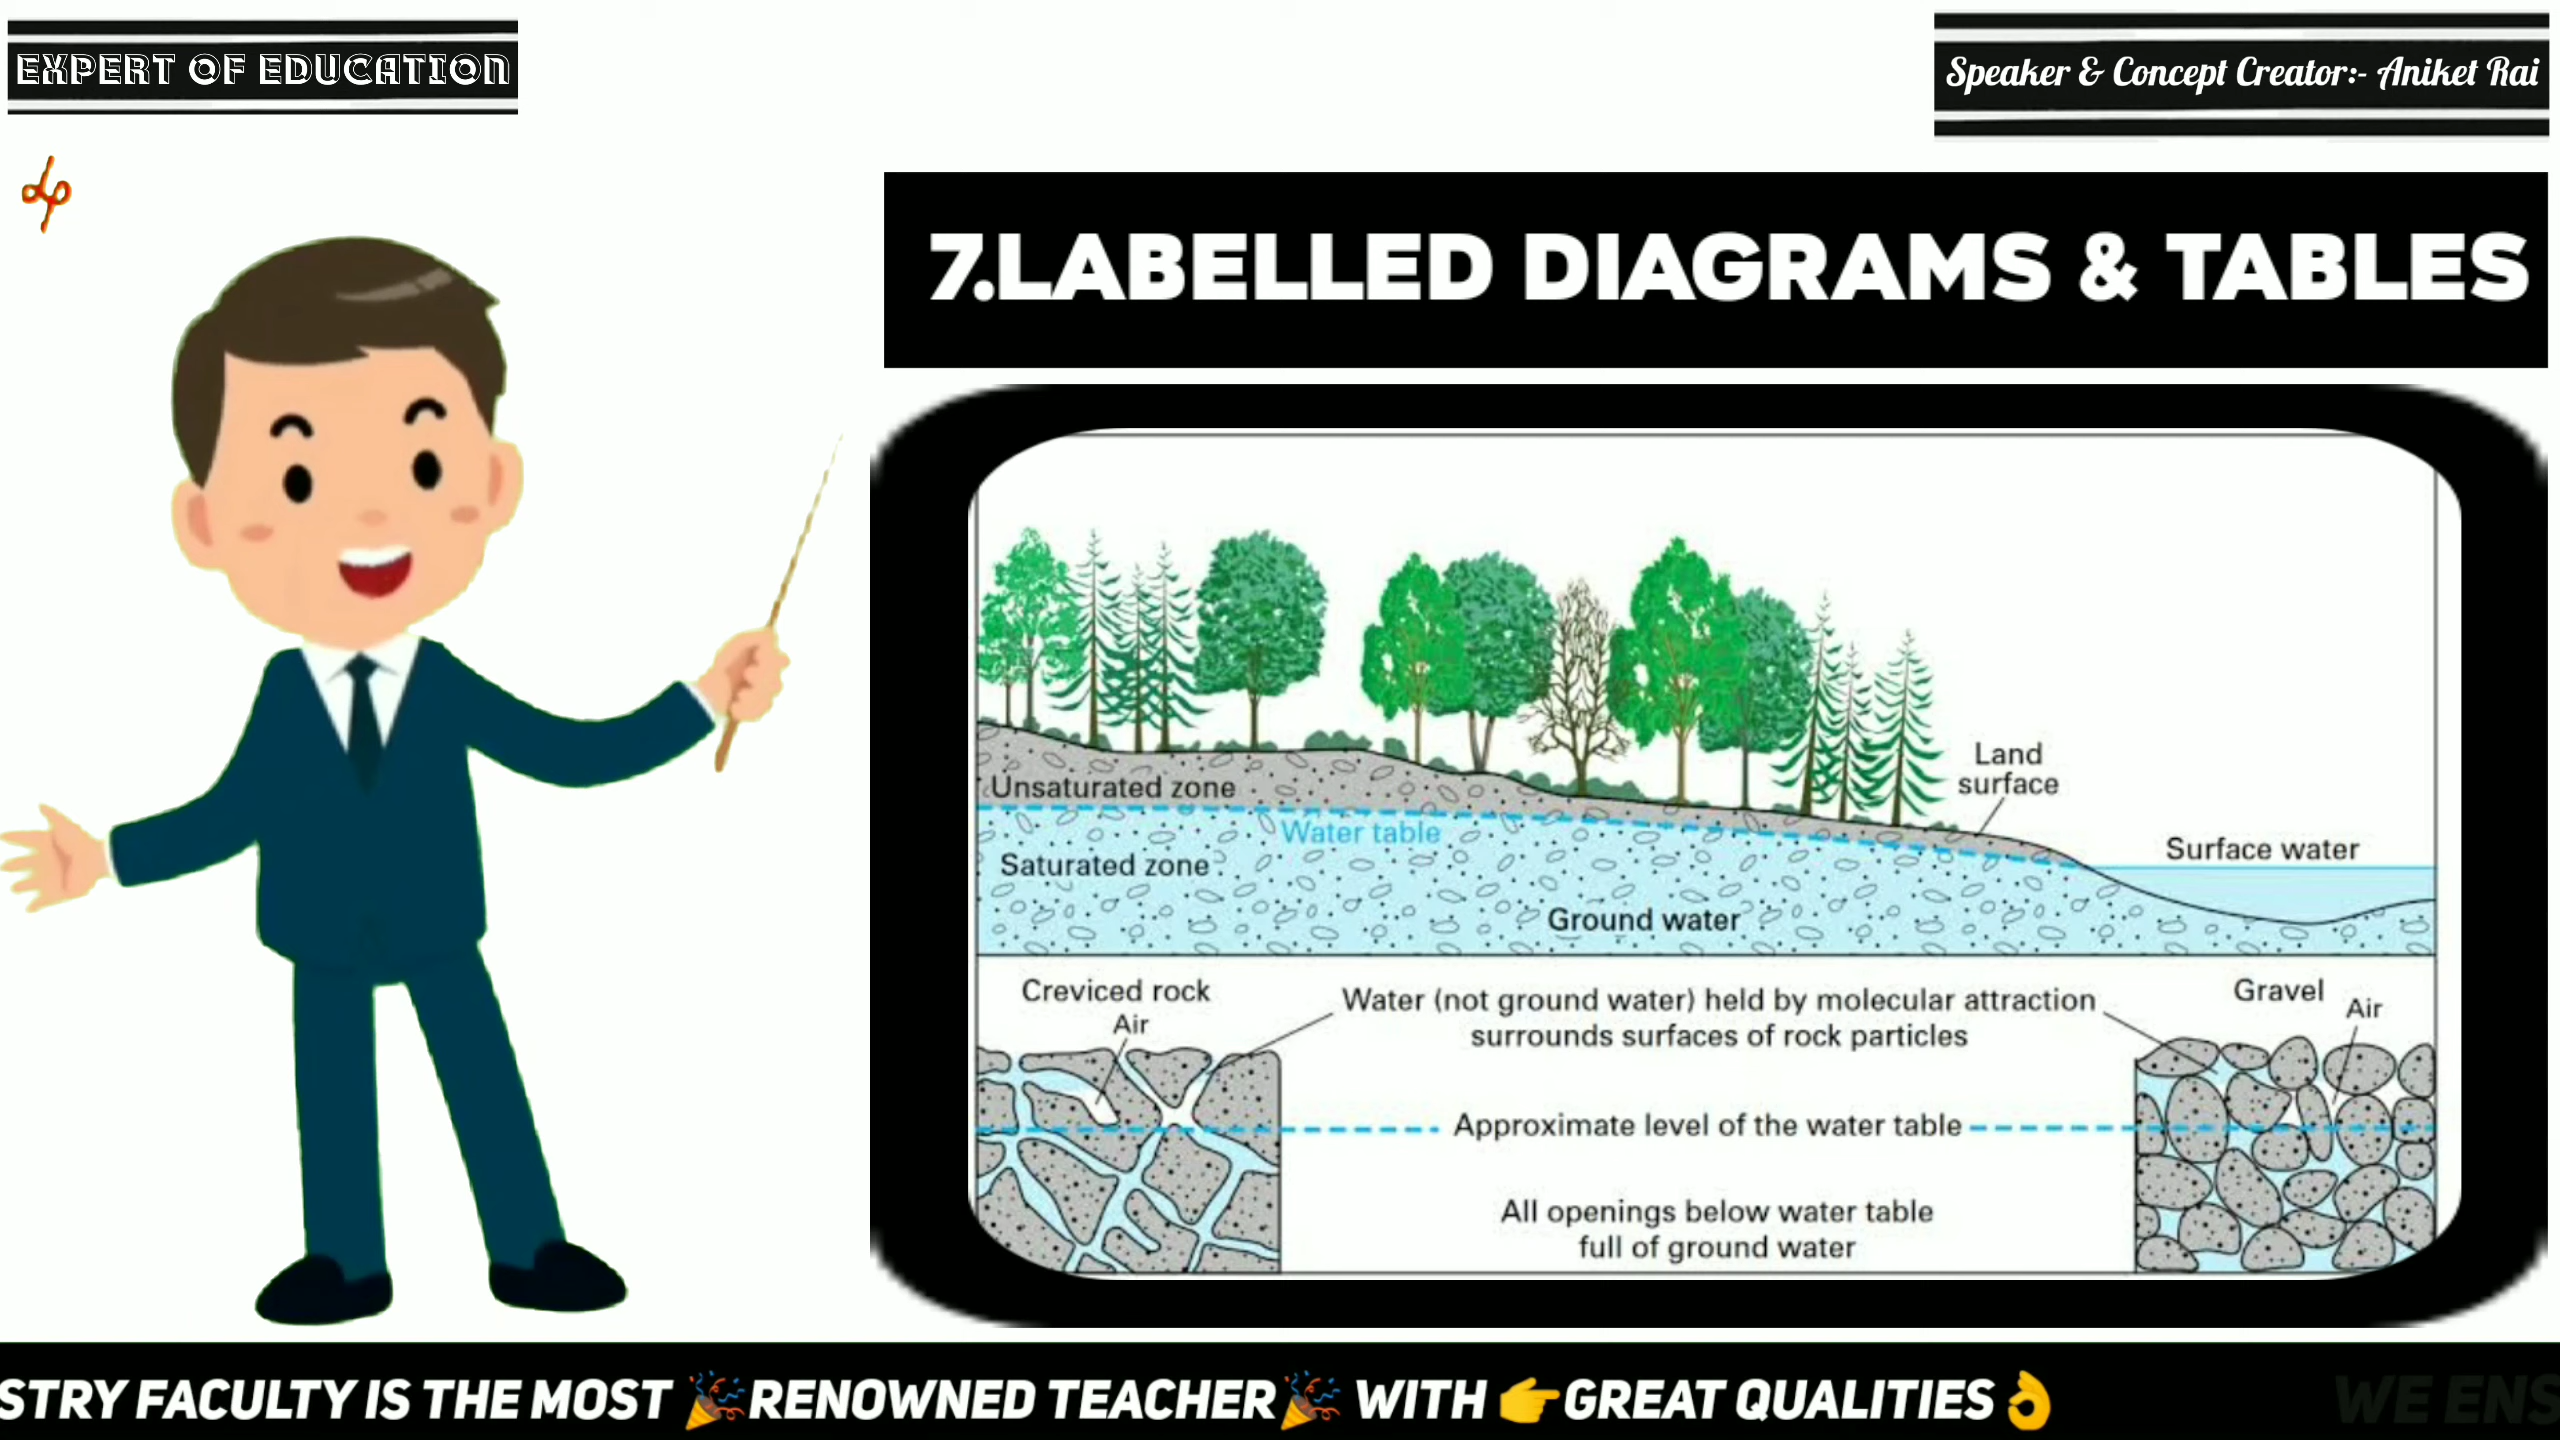 EXPERT OF EDUCATION
Speaker & Concept Creator:- Aniket Rai
7.LABELLED DIAGRAMS & TABLES
Land
surface
Unsaturated zone
Water table
Surface water
Saturated zone
Ground water
Creviced rock
Air
Water (not ground water) held by molecular attraction
surrounds surfaces of rock particles
Gravel
Air
Approximate level of the water table
All openings below water table
full of ground water
STRY FACULTY IS THE MOST 🎉RENOWNED TEACHER🎉 WITH 👉GREAT QUALITIES👌
WE ENS